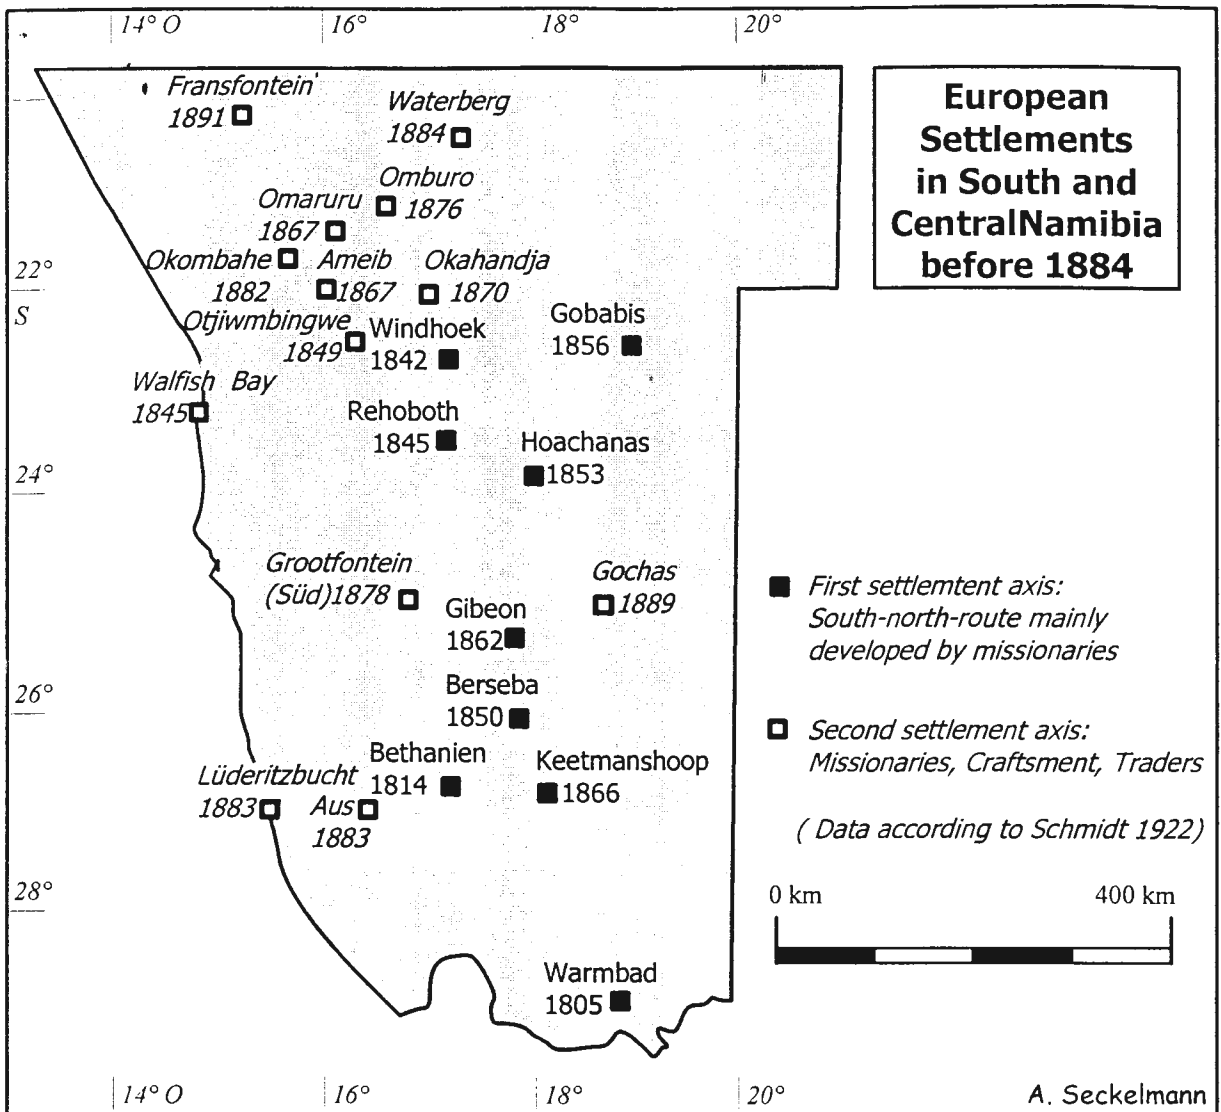 14° O
16°
18°
20°
Fransfontein
1891
Waterberg
1884
Omburo
1876
Omaruru
1867
Okombahe
1882
Ameib
1867
Okahandja
1870
22°
S
Otjiwmbingwe
1849
Windhoek
1842
Gobabis
1856
Walfish Bay
1845
Rehoboth
1845
Hoachanas
1853
24°
Grootfontein
(Süd)1878
Gochas
1889
Gibeon
1862
Berseba
1850
26°
Bethanien
1814
Keetmanshoop
1866
Lüderitzbucht
1883
Aus
1883
28°
Warmbad
1805
14° O
16°
18°
20°
European
Settlements
in South and
CentralNamibia
before 1884
First settlemtent axis:
South-north-route mainly
developed by missionaries
Second settlement axis:
Missionaries, Craftsment, Traders
( Data according to Schmidt 1922)
0 km
400 km
A. Seckelmann